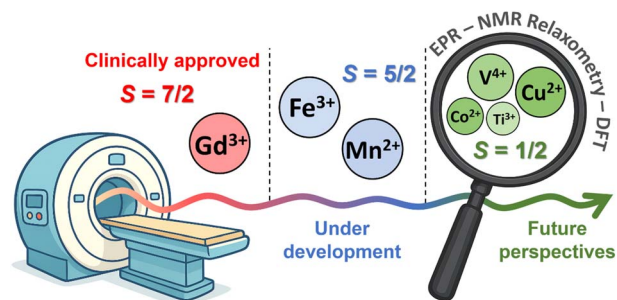 Clinically approved
S = 7/2
Gd³⁺
S = 5/2
Fe³⁺
Mn²⁺
Under
development
EPR – NMR Relaxometry – DFT
V⁴⁺
Cu²⁺
Co²⁺
Ti³⁺
S = 1/2
Future
perspectives